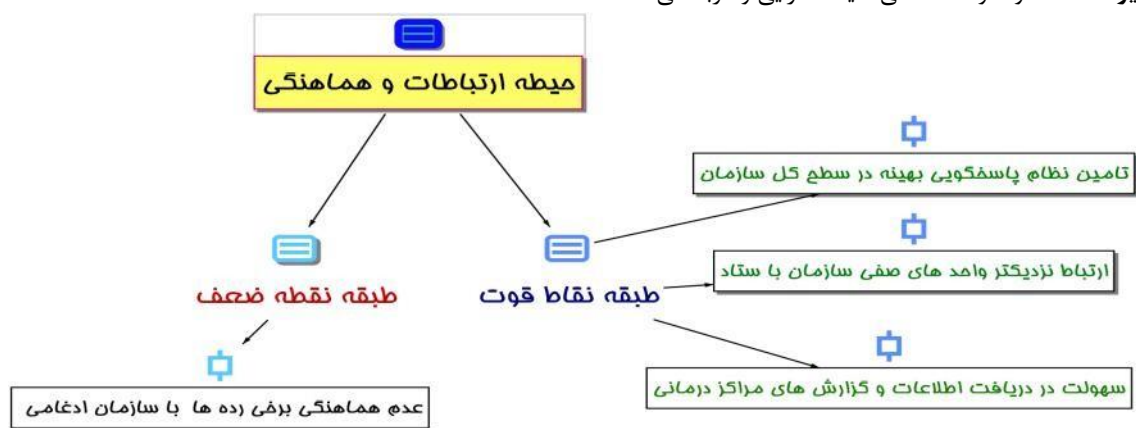 حیطه ارتباطات و هماهنگی
تامین نظام پاسخگویی بهینه در سطح کل سازمان
ارتباط نزدیکتر واحد های صفی سازمان با ستاد
طبقه نقاط قوت
طبقه نقطه ضعف
سهولت در دریافت اطلاعات و گزارش های مراکز درمانی
عدم هماهنگی برخی رده ها با سازمان ادغامی